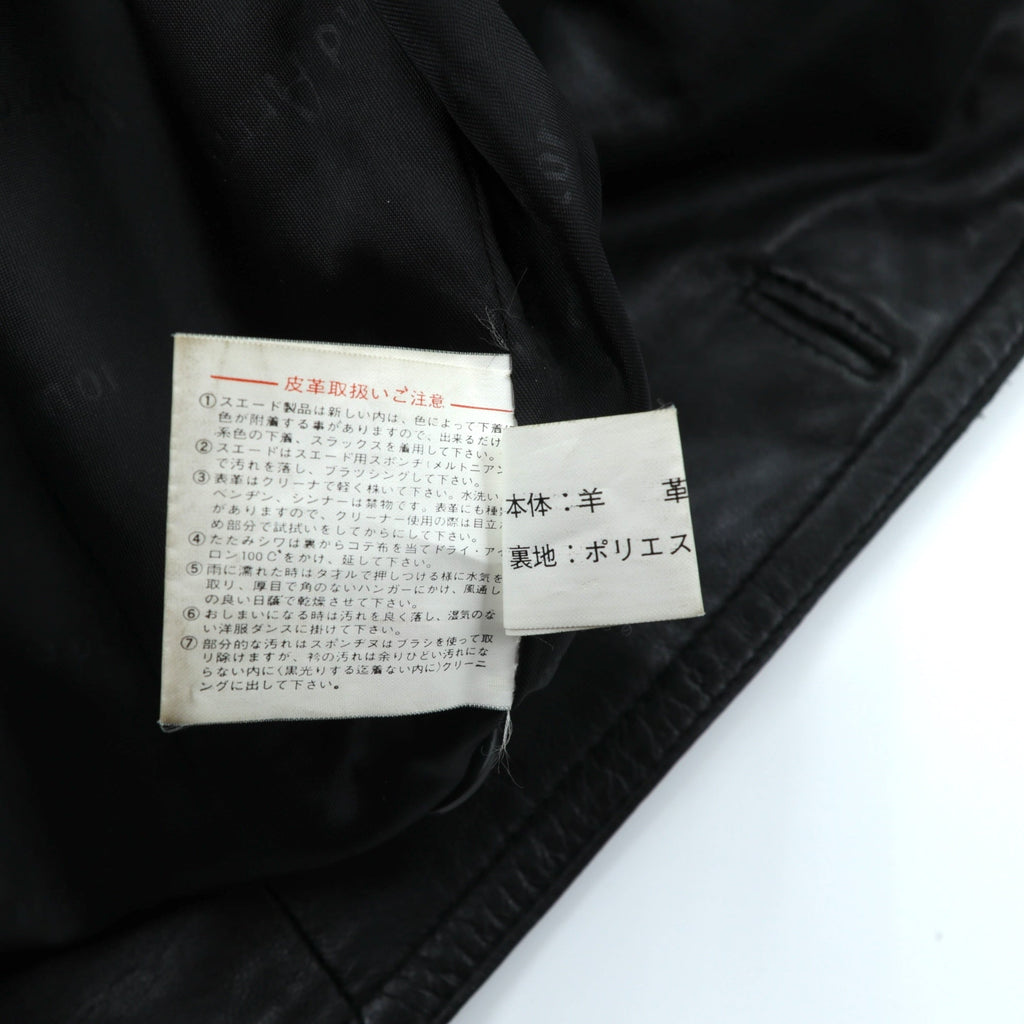 皮革取扱いご注意
①スエード製品は新しい内は、色によって下着に
色が附着する事がありますので、出来るだけ
系色の下着、スラックスを着用して下さい。
②スエードはスエード用スポンヂ(メルトニアン
で汚れを落し、ブラツシングして下さい。
③表革はクリーナで軽く拭いて下さい。水洗い、
ベンヂン、シンナーは禁物です。表革にも種
がありますので、クリーナー使用の際は目立
め部分で試拭いをしてからにして下さい。
④たたみシワは裏からコテ布を当てドライ・アイ
ロン100℃をかけ、延して下さい。
⑤雨に濡れた時はタオルで押しつける様に水気を
取り、厚目で角のないハンガーにかけ、風通し
の良い日蔭で乾燥させて下さい。
⑥おしまいになる時は汚れを良く落し、湿気のな
い洋服ダンスに掛けて下さい。
⑦部分的な汚れはスポンヂ又はブラシを使って取
り除けますが、衿の汚れは余りひどい汚れにな
らない内に(黒光りする迄着ない内に)クリーニ
ングに出して下さい。
本体：羊 革
裏地：ポリエス